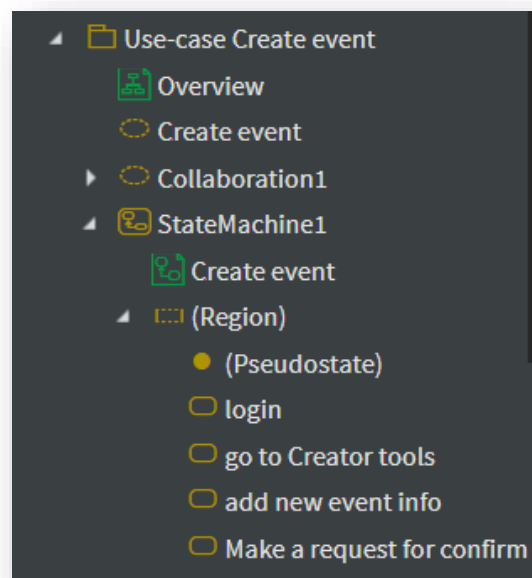 Use-case Create event
Overview
Create event
Collaboration1
StateMachine1
Create event
(Region)
(Pseudostate)
login
go to Creator tools
add new event info
Make a request for confirm